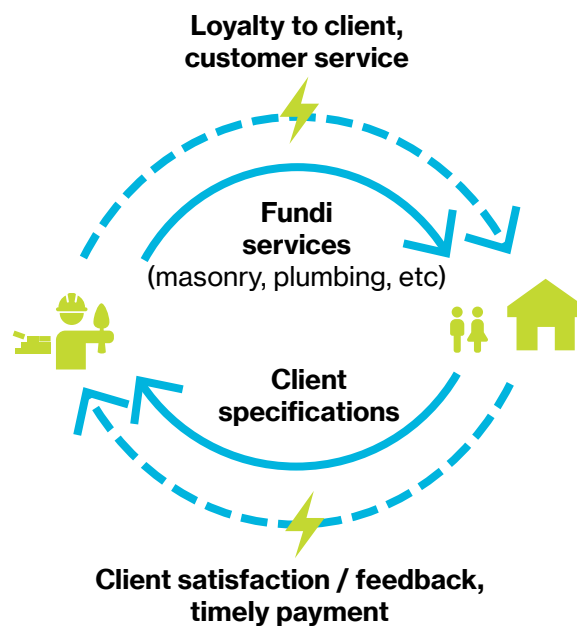 Loyalty to client,
customer service
Fundi
services
(masonry, plumbing, etc)
Client
specifications
Client satisfaction / feedback,
timely payment